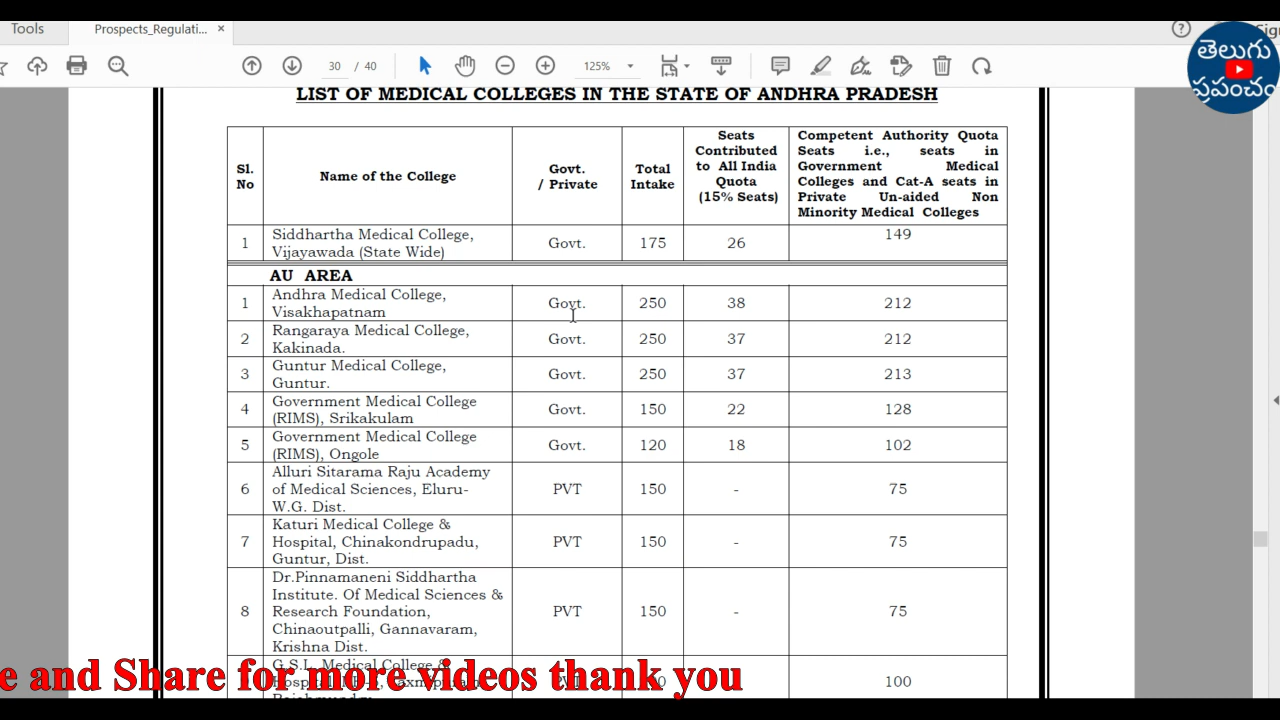 Tools
Prospects_Regulati... ×
30 / 40
125%
తెలుగు
ప్రపంచం
LIST OF MEDICAL COLLEGES IN THE STATE OF ANDHRA PRADESH
Sl. No
Name of the College
Govt. / Private
Total Intake
Seats Contributed to All India Quota (15% Seats)
Competent Authority Quota Seats i.e., seats in Government Medical Colleges and Cat-A seats in Private Un-aided Non Minority Medical Colleges
1 Siddhartha Medical College, Vijayawada (State Wide) Govt. 175 26 149
AU AREA
1 Andhra Medical College, Visakhapatnam Govt. 250 38 212
2 Rangaraya Medical College, Kakinada. Govt. 250 37 212
3 Guntur Medical College, Guntur. Govt. 250 37 213
4 Government Medical College (RIMS), Srikakulam Govt. 150 22 128
5 Government Medical College (RIMS), Ongole Govt. 120 18 102
6 Alluri Sitarama Raju Academy of Medical Sciences, Eluru- W.G. Dist. PVT 150 - 75
7 Katuri Medical College & Hospital, Chinakondrupadu, Guntur, Dist. PVT 150 - 75
8 Dr.Pinnamaneni Siddhartha Institute. Of Medical Sciences & Research Foundation, Chinaoutpalli, Gannavaram, Krishna Dist. PVT 150 - 75
G.S.L. Medical College & 100
e and Share for more videos thank you